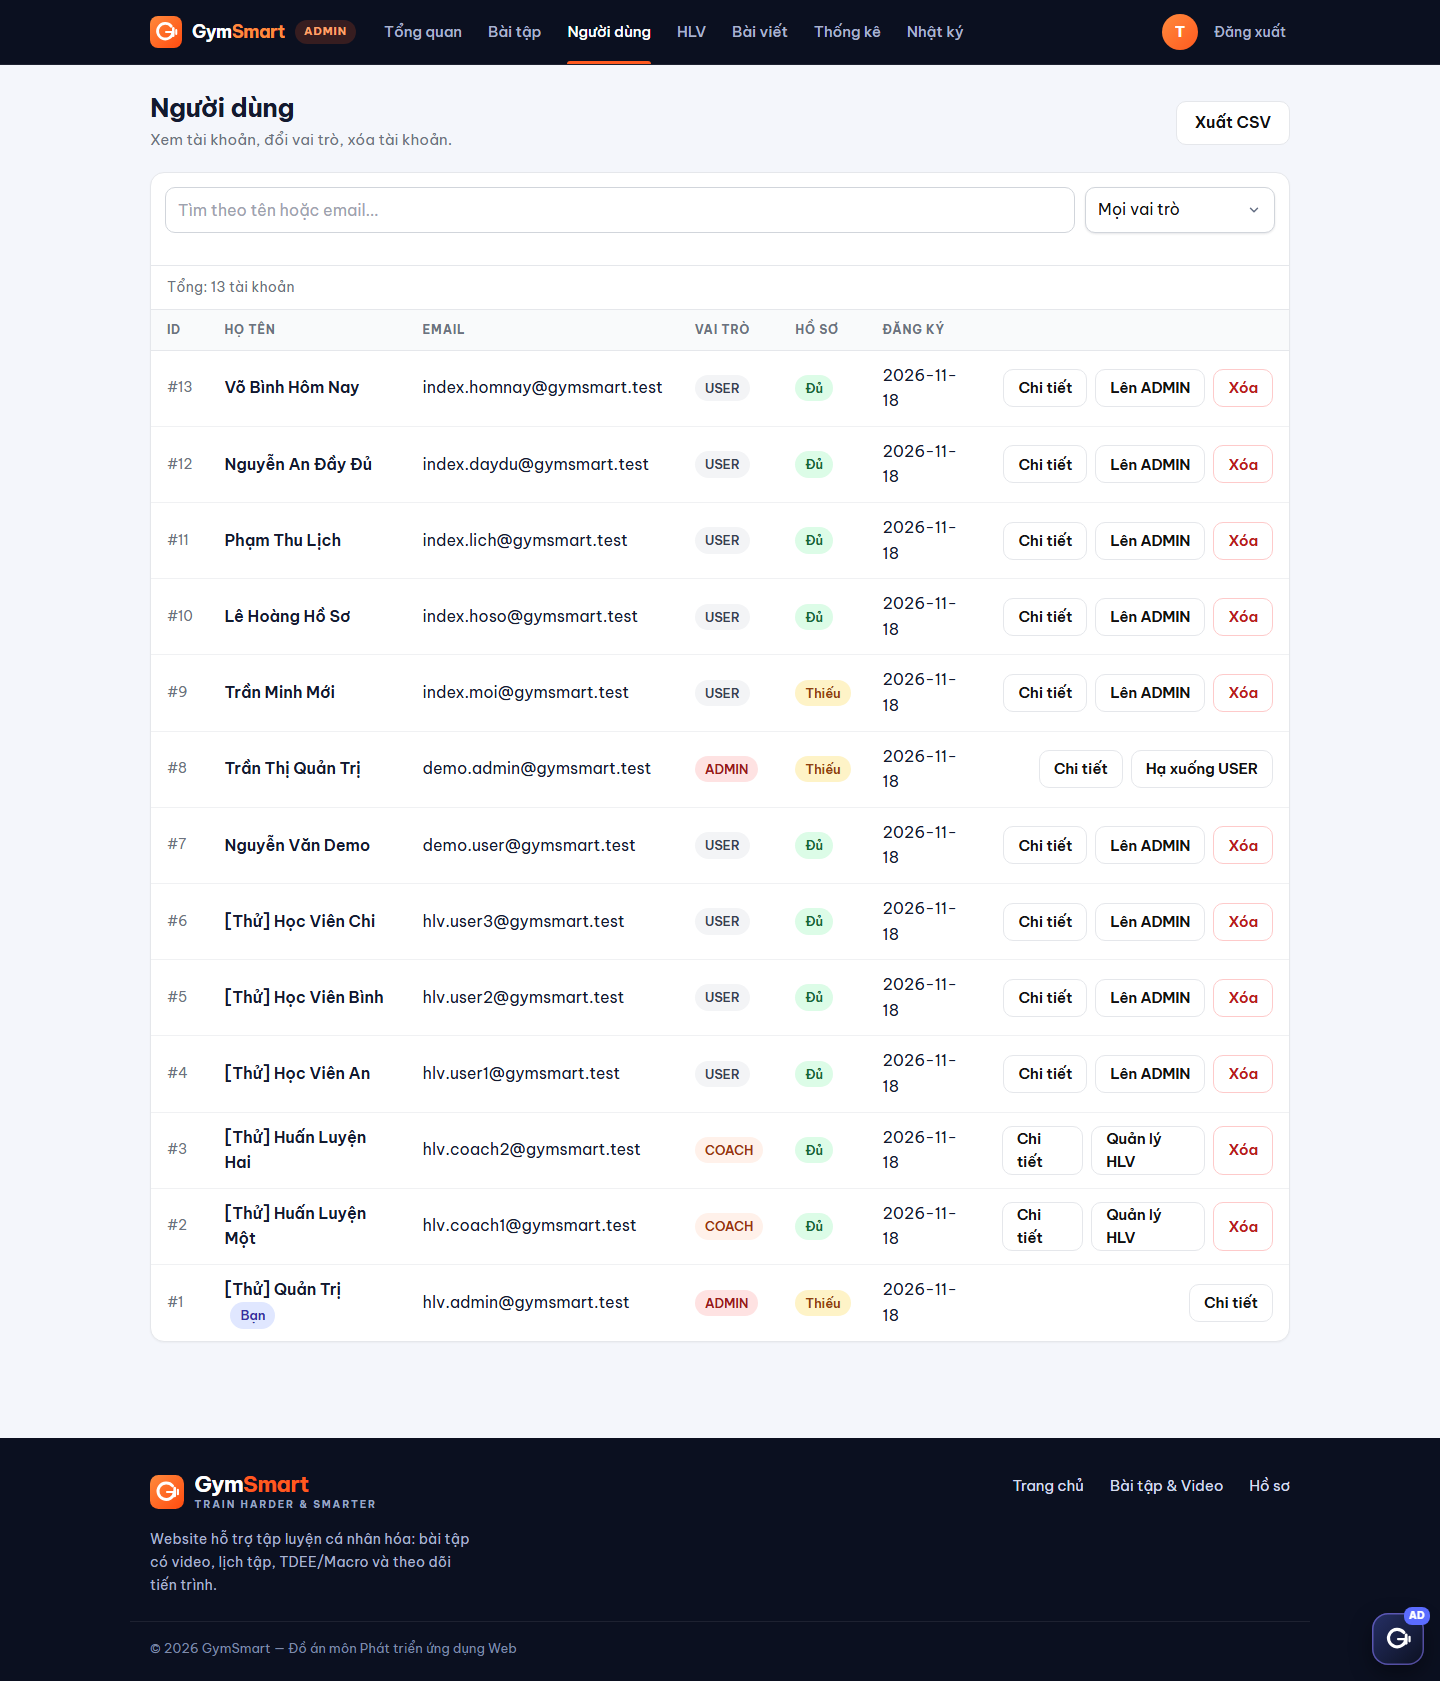 GymSmart ADMIN Tổng quan Bài tập Người dùng HLV Bài viết Thống kê Nhật ký T Đăng xuất
Người dùng
Xem tài khoản, đổi vai trò, xóa tài khoản.
Xuất CSV
Tìm theo tên hoặc email... Mọi vai trò
Tổng: 13 tài khoản
ID HỌ TÊN EMAIL VAI TRÒ HỒ SƠ ĐĂNG KÝ
#13 Võ Bình Hôm Nay index.homnay@gymsmart.test USER Đủ 2026-11-
18 Chi tiết Lên ADMIN Xóa
#12 Nguyễn An Đầy Đủ index.daydu@gymsmart.test USER Đủ 2026-11-
18 Chi tiết Lên ADMIN Xóa
#11 Phạm Thu Lịch index.lich@gymsmart.test USER Đủ 2026-11-
18 Chi tiết Lên ADMIN Xóa
#10 Lê Hoàng Hồ Sơ index.hoso@gymsmart.test USER Đủ 2026-11-
18 Chi tiết Lên ADMIN Xóa
#9 Trần Minh Mới index.moi@gymsmart.test USER Thiếu 2026-11-
18 Chi tiết Lên ADMIN Xóa
#8 Trần Thị Quản Trị demo.admin@gymsmart.test ADMIN Thiếu 2026-11-
18 Chi tiết Hạ xuống USER
#7 Nguyễn Văn Demo demo.user@gymsmart.test USER Đủ 2026-11-
18 Chi tiết Lên ADMIN Xóa
#6 [Thử] Học Viên Chi hlv.user3@gymsmart.test USER Đủ 2026-11-
18 Chi tiết Lên ADMIN Xóa
#5 [Thử] Học Viên Bình hlv.user2@gymsmart.test USER Đủ 2026-11-
18 Chi tiết Lên ADMIN Xóa
#4 [Thử] Học Viên An hlv.user1@gymsmart.test USER Đủ 2026-11-
18 Chi tiết Lên ADMIN Xóa
#3 [Thử] Huấn Luyện
Hai hlv.coach2@gymsmart.test COACH Đủ 2026-11-
18 Chi
tiết Quản lý
HLV Xóa
#2 [Thử] Huấn Luyện
Một hlv.coach1@gymsmart.test COACH Đủ 2026-11-
18 Chi
tiết Quản lý
HLV Xóa
#1 [Thử] Quản Trị
Bạn hlv.admin@gymsmart.test ADMIN Thiếu 2026-11-
18 Chi tiết
GymSmart
TRAIN HARDER & SMARTER
Trang chủ Bài tập & Video Hồ sơ
Website hỗ trợ tập luyện cá nhân hóa: bài tập
có video, lịch tập, TDEE/Macro và theo dõi
tiến trình.
AD
© 2026 GymSmart — Đồ án môn Phát triển ứng dụng Web